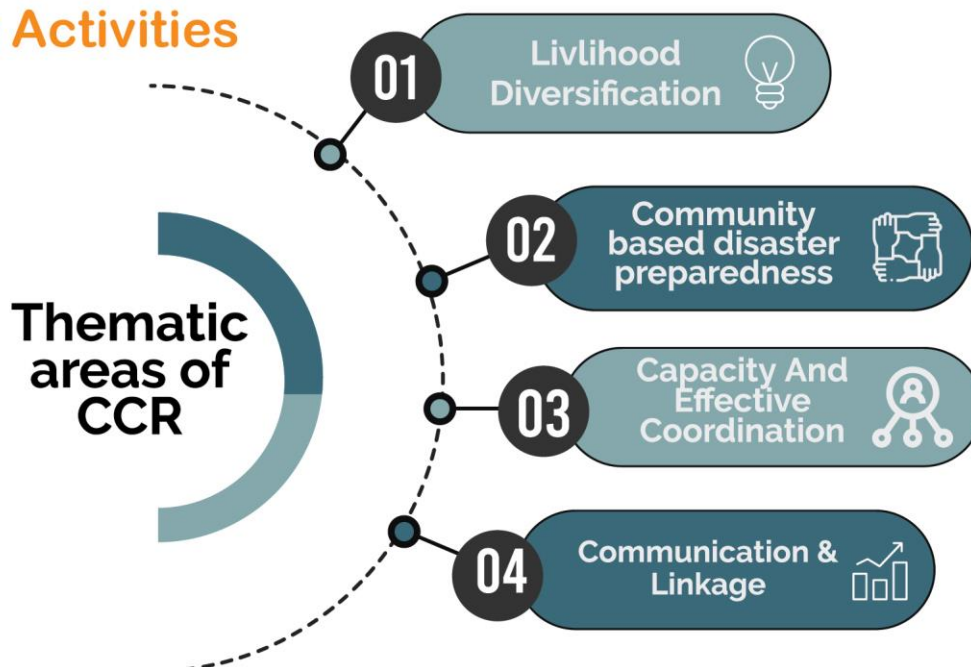 Activities
01
Livlihood
Diversification
02
Community
based disaster
preparedness
Thematic
areas of
CCR
03
Capacity And
Effective
Coordination
04
Communication &
Linkage